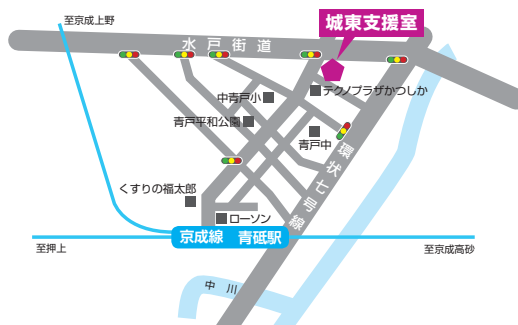 至京成上野
城東支援室
水戸街道
中青戸小
テクノプラザかつしか
青戸平和公園
青戸中
環状七号線
くすりの福太郎
ローソン
京成線 青砥駅
至押上
至京成高砂
中川